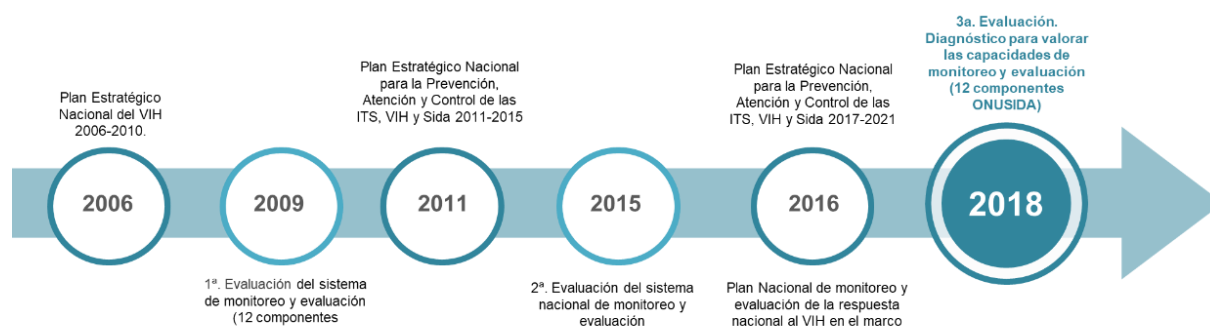 Plan Estratégico
Nacional del VIH
2006-2010.
2006
2009
1ª. Evaluación del sistema
de monitoreo y evaluación
(12 componentes
Plan Estratégico Nacional
para la Prevención,
Atención y Control de las
ITS, VIH y Sida 2011-2015
2011
2015
2ª. Evaluación del sistema
nacional de monitoreo y
evaluación
Plan Estratégico Nacional
para la Prevención,
Atención y Control de las
ITS, VIH y Sida 2017-2021
2016
Plan Nacional de monitoreo y
evaluación de la respuesta
nacional al VIH en el marco
3a. Evaluación.
Diagnóstico para valorar
las capacidades de
monitoreo y evaluación
(12 componentes
ONUSIDA)
2018